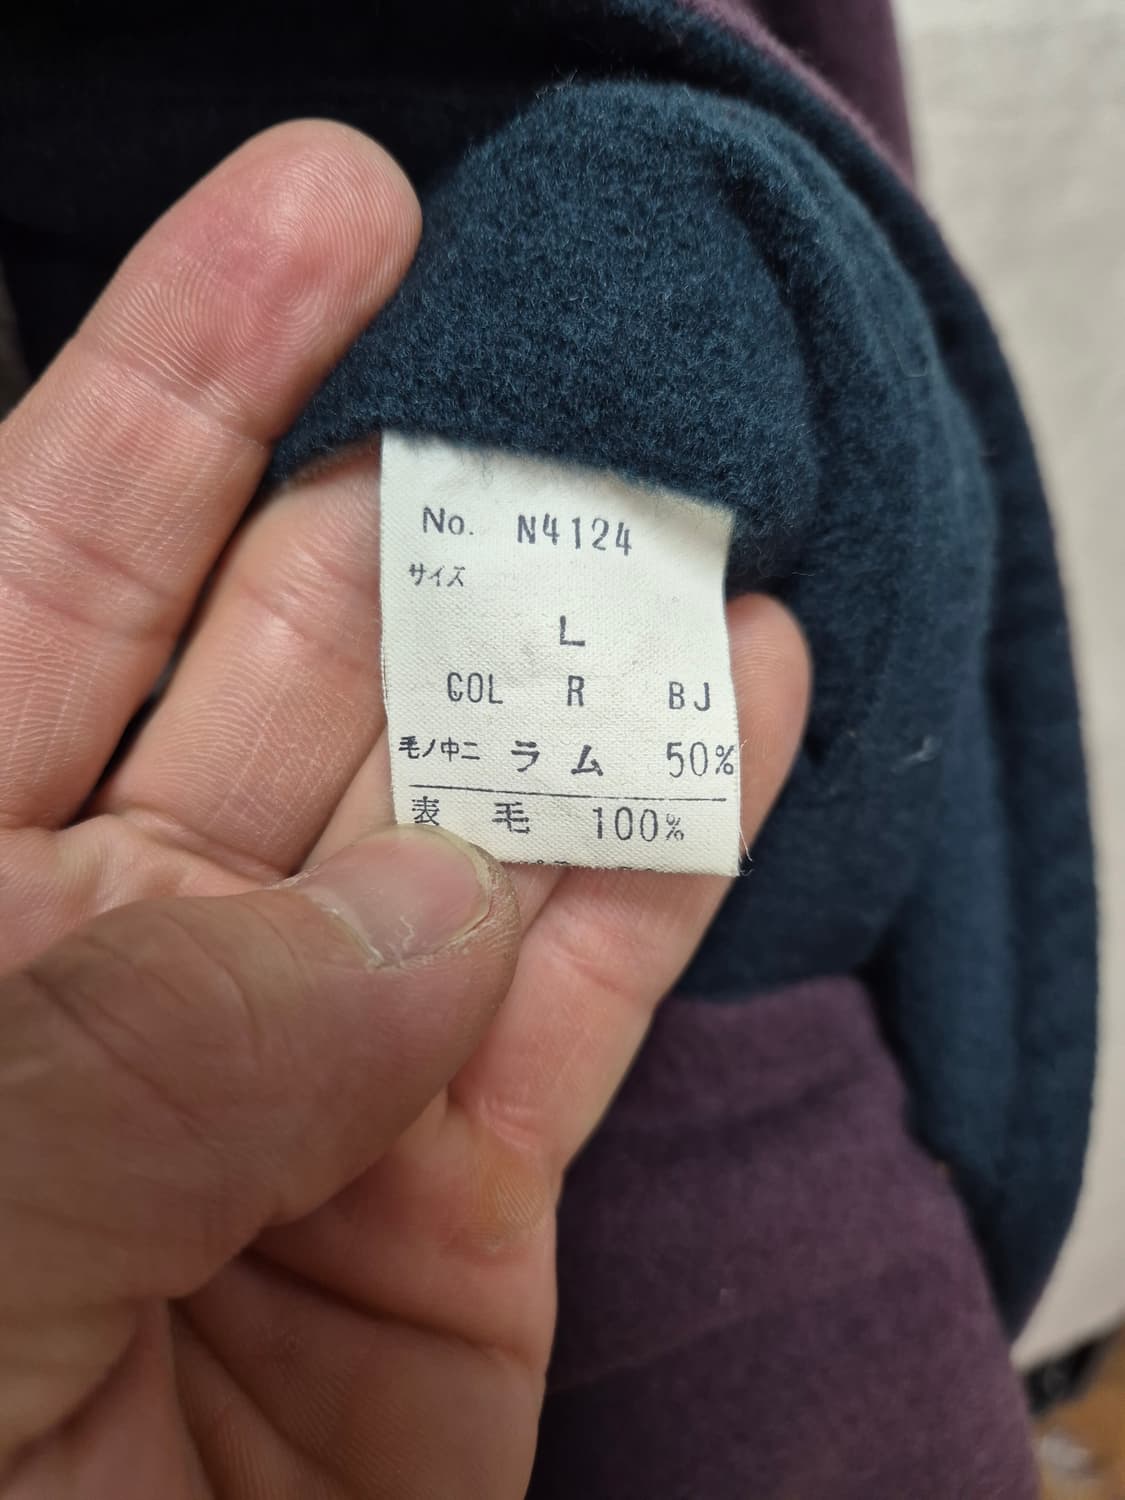 No. N4124
サイズ
L
COL R BJ
毛ノ中ニ ラム 50%
表 毛 100%